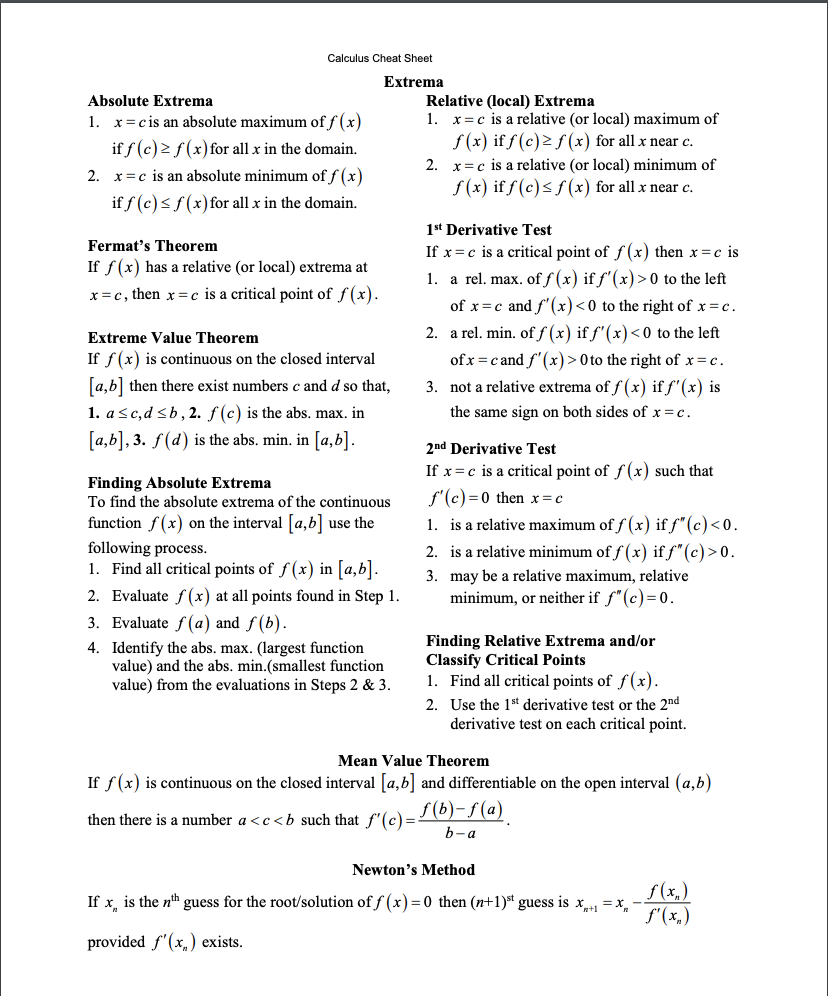 Calculus Cheat Sheet
Extrema
Absolute Extrema
1. x = c is an absolute maximum of f(x)
if f(c) ≥ f(x) for all x in the domain.
2. x = c is an absolute minimum of f(x)
if f(c) ≤ f(x) for all x in the domain.
Fermat’s Theorem
If f(x) has a relative (or local) extrema at
x = c, then x = c is a critical point of f(x).
Extreme Value Theorem
If f(x) is continuous on the closed interval
[a,b] then there exist numbers c and d so that,
1. a ≤ c,d ≤ b, 2. f(c) is the abs. max. in
[a,b], 3. f(d) is the abs. min. in [a,b].
Finding Absolute Extrema
To find the absolute extrema of the continuous
function f(x) on the interval [a,b] use the
following process.
1. Find all critical points of f(x) in [a,b].
2. Evaluate f(x) at all points found in Step 1.
3. Evaluate f(a) and f(b).
4. Identify the abs. max. (largest function
value) and the abs. min.(smallest function
value) from the evaluations in Steps 2 & 3.
Relative (local) Extrema
1. x = c is a relative (or local) maximum of
f(x) if f(c) ≥ f(x) for all x near c.
2. x = c is a relative (or local) minimum of
f(x) if f(c) ≤ f(x) for all x near c.
1st Derivative Test
If x = c is a critical point of f(x) then x = c is
1. a rel. max. of f(x) if f′(x) > 0 to the left
of x = c and f′(x) < 0 to the right of x = c.
2. a rel. min. of f(x) if f′(x) < 0 to the left
of x = c and f′(x) > 0 to the right of x = c.
3. not a relative extrema of f(x) if f′(x) is
the same sign on both sides of x = c.
2nd Derivative Test
If x = c is a critical point of f(x) such that
f′(c) = 0 then x = c
1. is a relative maximum of f(x) if f″(c) < 0.
2. is a relative minimum of f(x) if f″(c) > 0.
3. may be a relative maximum, relative
minimum, or neither if f″(c) = 0.
Finding Relative Extrema and/or
Classify Critical Points
1. Find all critical points of f(x).
2. Use the 1st derivative test or the 2nd
derivative test on each critical point.
Mean Value Theorem
If f(x) is continuous on the closed interval [a,b] and differentiable on the open interval (a,b)
then there is a number a < c < b such that f′(c) = (f(b) − f(a))/(b − a).
Newton’s Method
If xₙ is the nth guess for the root/solution of f(x) = 0 then (n+1)st guess is xₙ₊₁ = xₙ − f(xₙ)/f′(xₙ)
provided f′(xₙ) exists.